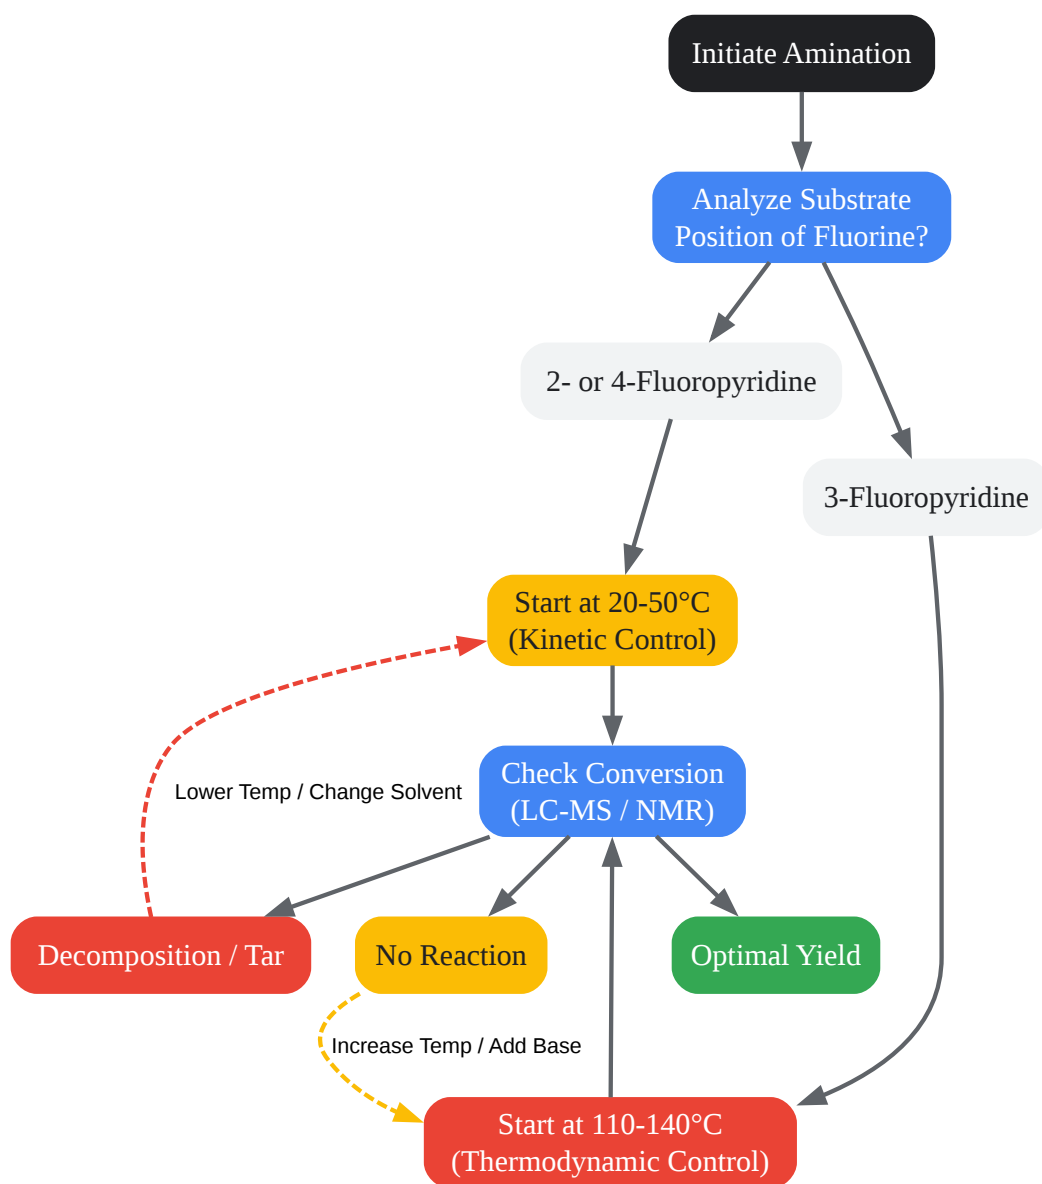 Initiate Amination
Analyze Substrate
Position of Fluorine?
2- or 4-Fluoropyridine
3-Fluoropyridine
Start at 20-50°C
(Kinetic Control)
Check Conversion
(LC-MS / NMR)
Lower Temp / Change Solvent
Decomposition / Tar
No Reaction
Optimal Yield
Increase Temp / Add Base
Start at 110-140°C
(Thermodynamic Control)